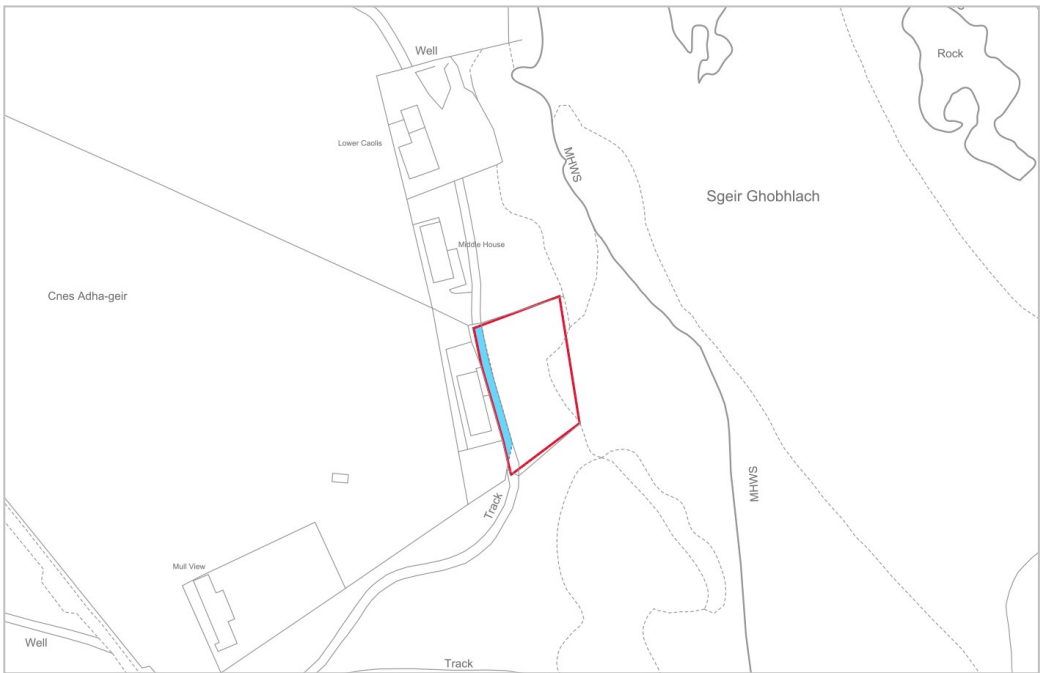 Well
Rock
Lower Caolis
MHWS
Sgeir Ghobhlach
Middle House
Cnes Adha-geir
MHWS
Track
Mull View
Well
Track